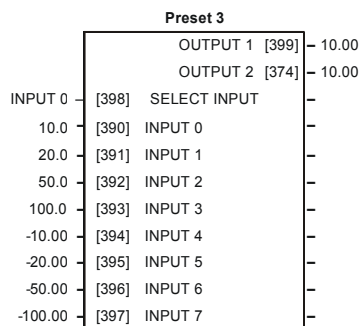 Preset 3
OUTPUT 1 [399] – 10.00
OUTPUT 2 [374] – 10.00
INPUT 0 – [398] SELECT INPUT –
10.0 – [390] INPUT 0 –
20.0 – [391] INPUT 1 –
50.0 – [392] INPUT 2 –
100.0 – [393] INPUT 3 –
-10.00 – [394] INPUT 4 –
-20.00 – [395] INPUT 5 –
-50.00 – [396] INPUT 6 –
-100.00 – [397] INPUT 7 –